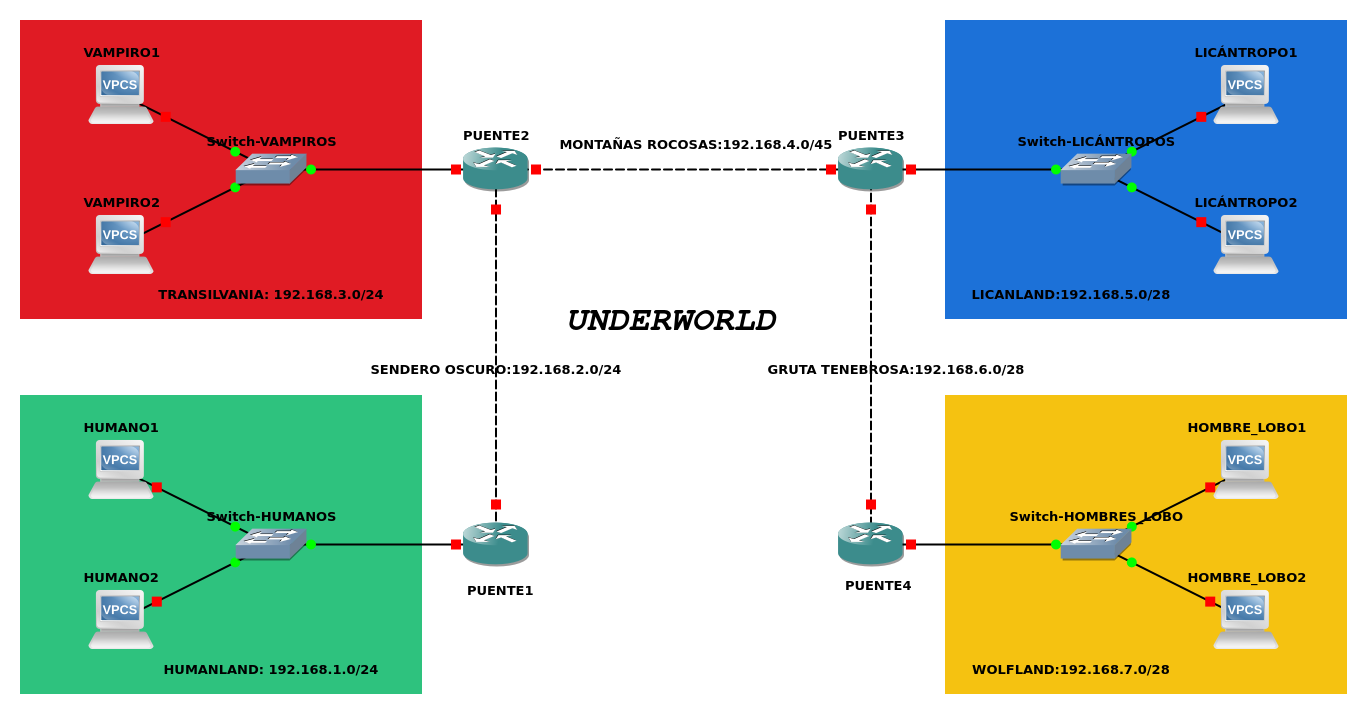 VAMPIRO1
VPCS
Switch-VAMPIROS
VAMPIRO2
VPCS
TRANSILVANIA: 192.168.3.0/24
PUENTE2
MONTAÑAS ROCOSAS:192.168.4.0/45
PUENTE3
LICÁNTROPO1
VPCS
Switch-LICÁNTROPOS
LICÁNTROPO2
VPCS
LICANLAND:192.168.5.0/28
UNDERWORLD
SENDERO OSCURO:192.168.2.0/24
GRUTA TENEBROSA:192.168.6.0/28
HUMANO1
VPCS
Switch-HUMANOS
HUMANO2
VPCS
HUMANLAND: 192.168.1.0/24
PUENTE1
PUENTE4
HOMBRE_LOBO1
VPCS
Switch-HOMBRES_LOBO
HOMBRE_LOBO2
VPCS
WOLFLAND:192.168.7.0/28